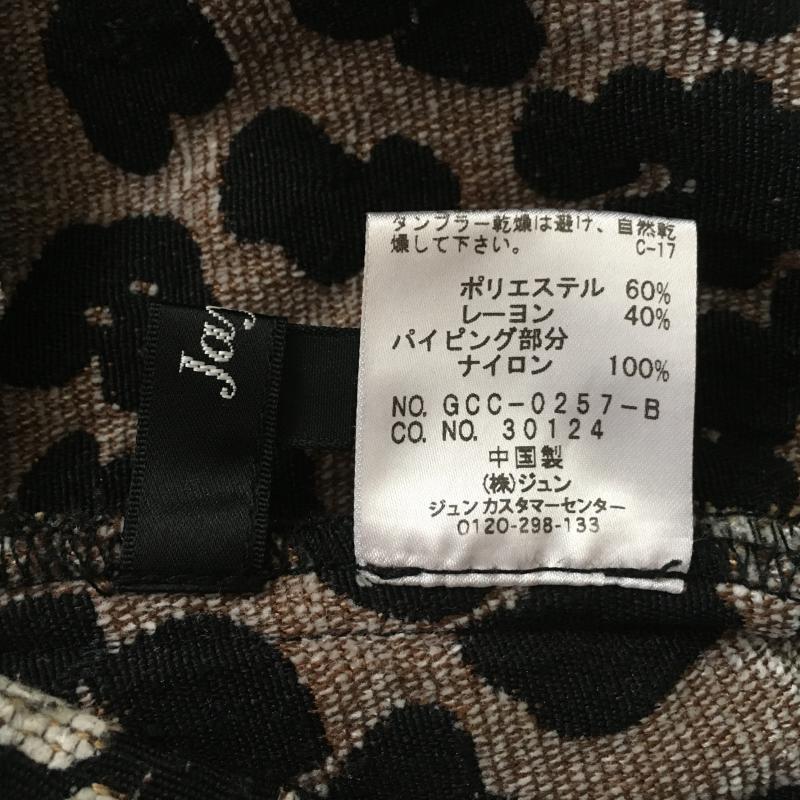 タンブラー乾燥は避け、自然乾
燥して下さい。 C-17
ポリエステル 60%
レーヨン 40%
パイピング部分
ナイロン 100%
NO. GCC-0257-B
CO. NO. 30124
中国製
(株)ジュン
ジュンカスタマーセンター
0120-298-133